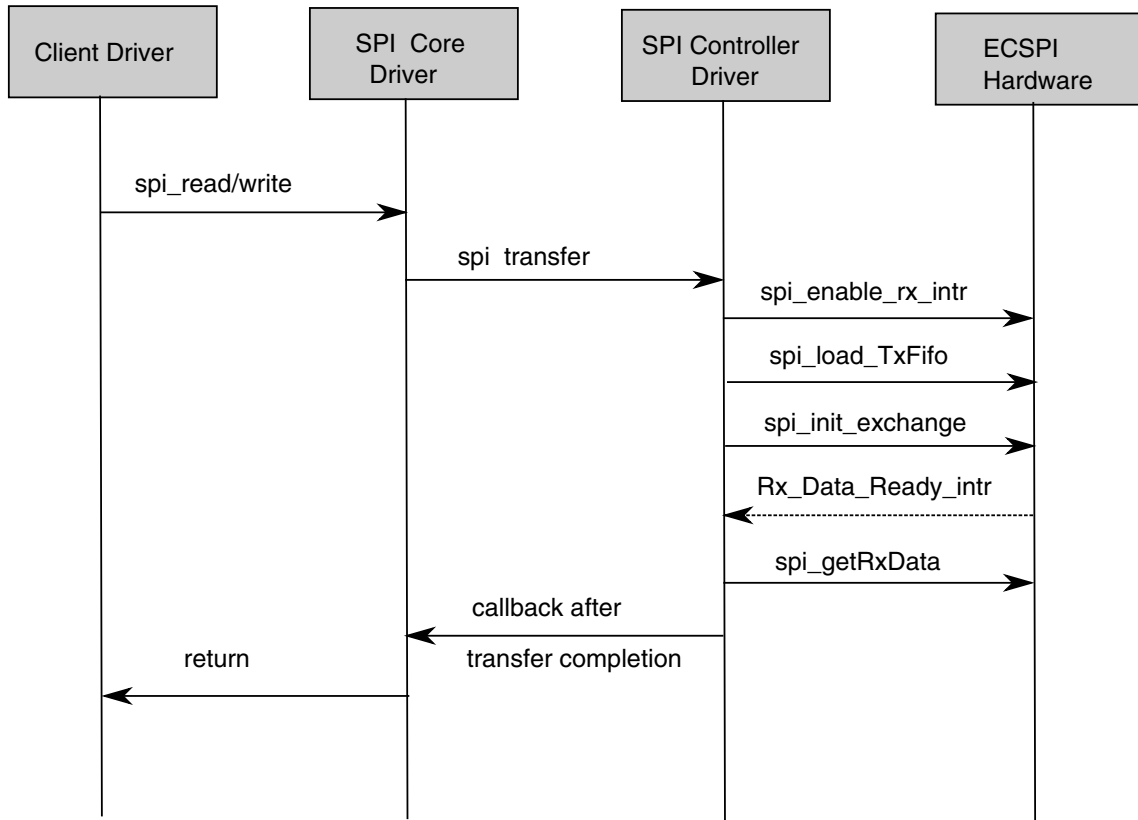 Client Driver
SPI Core
Driver
SPI Controller
Driver
ECSPI
Hardware
spi_read/write
spi transfer
spi_enable_rx_intr
spi_load_TxFifo
spi_init_exchange
Rx_Data_Ready_intr
spi_getRxData
callback after
transfer completion
return